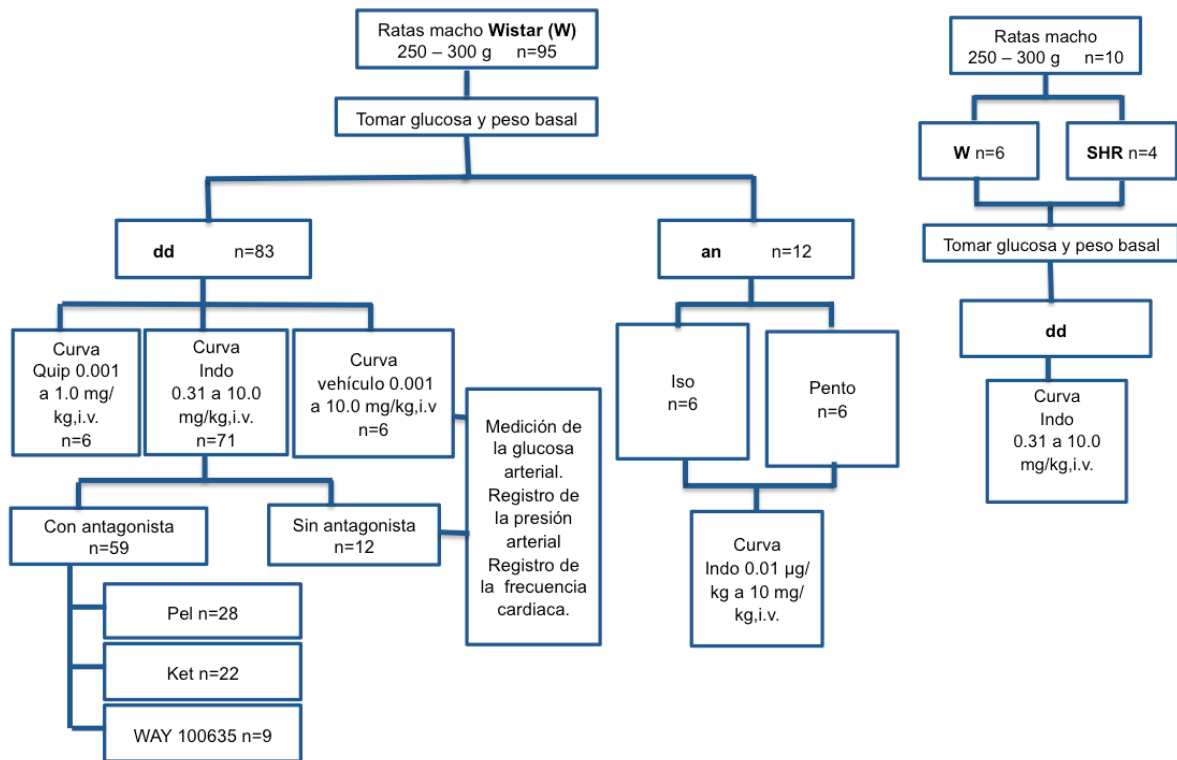 Ratas macho Wistar (W)
250 – 300 g n=95
Tomar glucosa y peso basal
dd n=83
an n=12
Curva
Quip 0.001
a 1.0 mg/
kg,i.v.
n=6
Curva
Indo
0.31 a 10.0
mg/kg,i.v.
n=71
Curva
vehículo 0.001
a 10.0 mg/kg,i.v
n=6
Medición de
la glucosa
arterial.
Registro de
la presión
arterial
Registro de
la frecuencia
cardiaca.
Iso
n=6
Pento
n=6
Con antagonista
n=59
Sin antagonista
n=12
Curva
Indo 0.01 µg/
kg a 10 mg/
kg,i.v.
Pel n=28
Ket n=22
WAY 100635 n=9
Ratas macho
250 – 300 g n=10
W n=6
SHR n=4
Tomar glucosa y peso basal
dd
Curva
Indo
0.31 a 10.0
mg/kg,i.v.